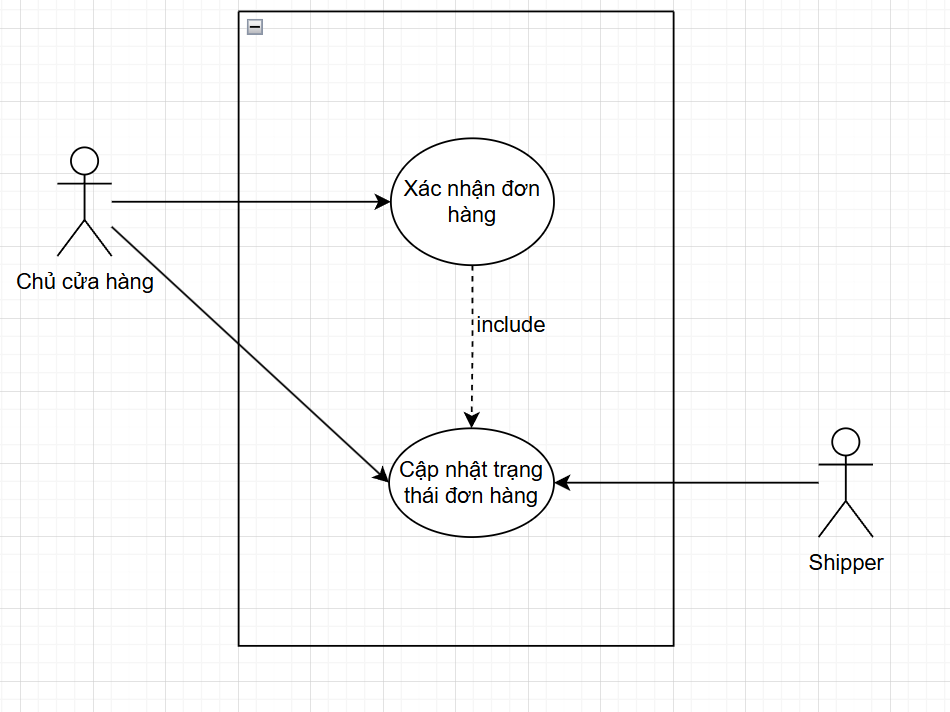 Xác nhận đơn
hàng
Chủ cửa hàng
include
Cập nhật trạng
thái đơn hàng
Shipper